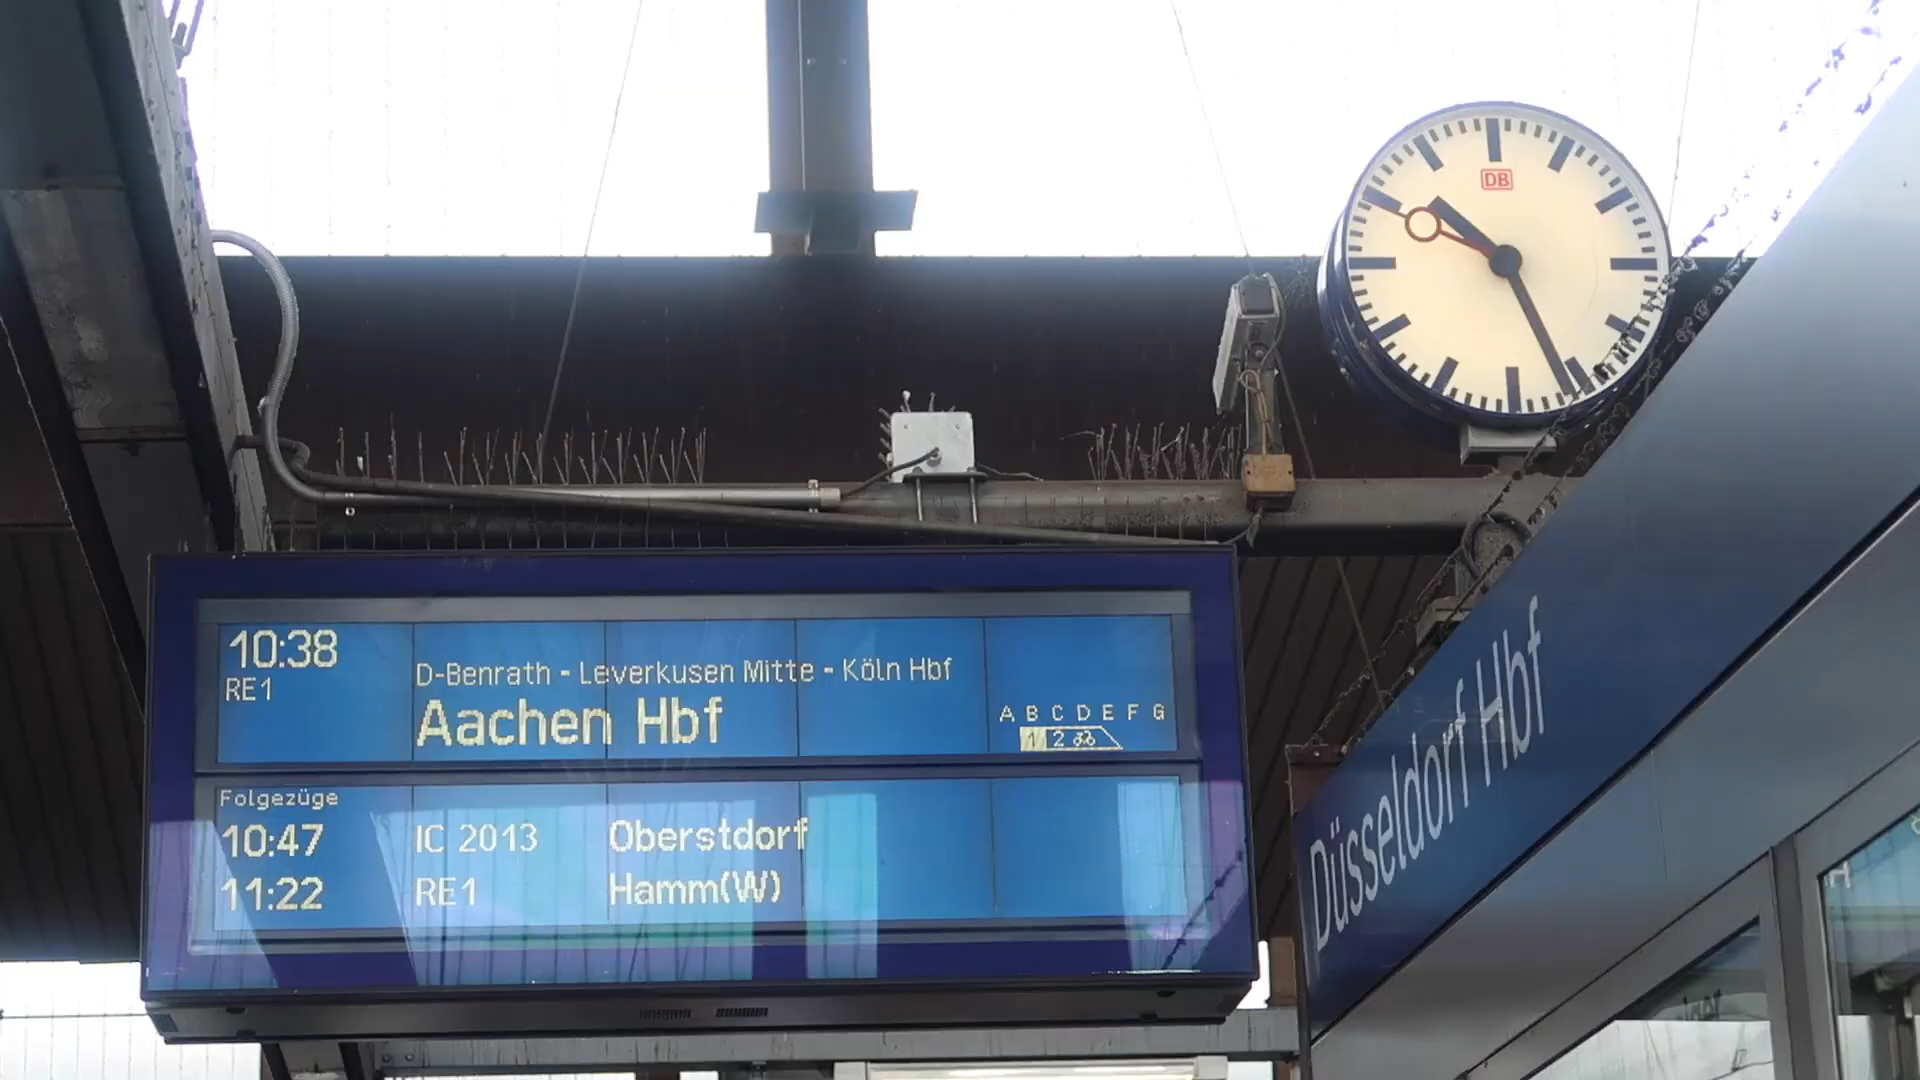 DB
10:38
RE1
D-Benrath - Leverkusen Mitte - Köln Hbf
Aachen Hbf
A B C D E F G
1 2
Folgezüge
10:47 IC 2013 Oberstdorf
11:22 RE1 Hamm(W)
Düsseldorf Hbf